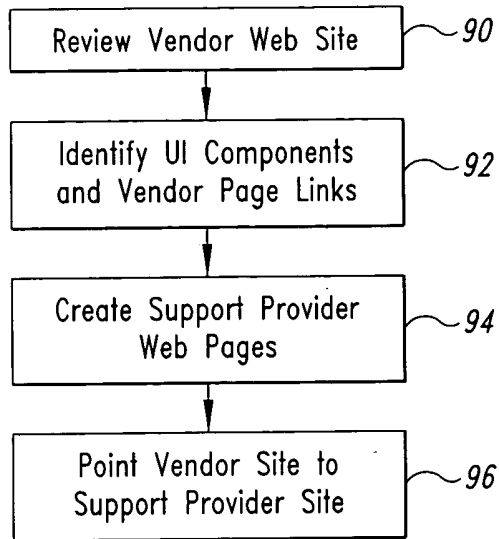 Review Vendor Web Site
90
Identify UI Components
and Vendor Page Links
92
Create Support Provider
Web Pages
94
Point Vendor Site to
Support Provider Site
96